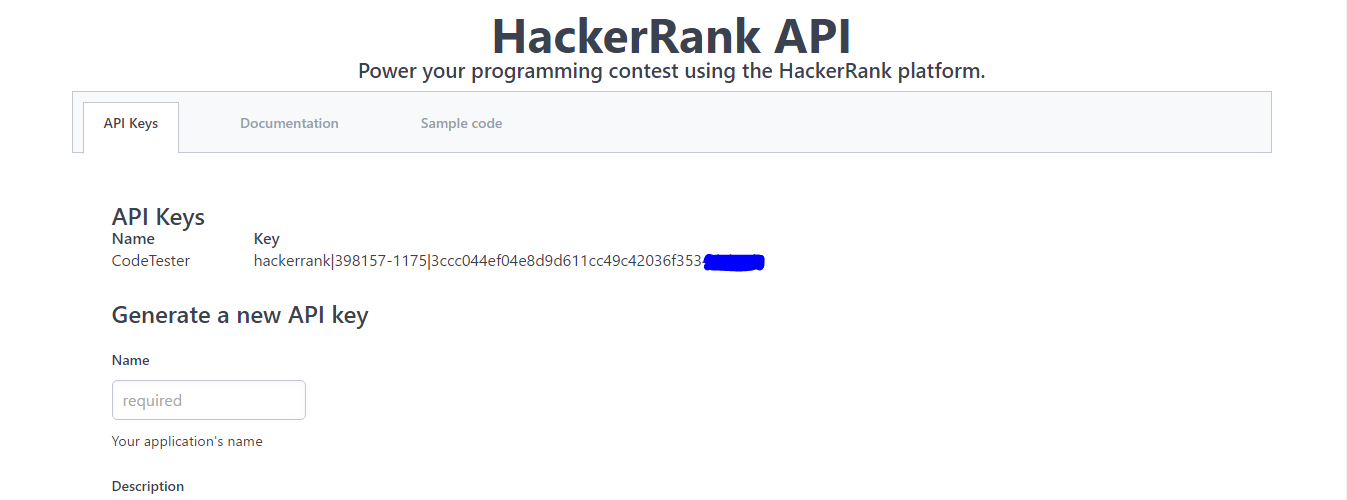 HackerRank API
Power your programming contest using the HackerRank platform.
API Keys Documentation Sample code
API Keys
Name Key
CodeTester hackerrank|398157-1175|3ccc044ef04e8d9d611cc49c42036f353
Generate a new API key
Name
required
Your application's name
Description